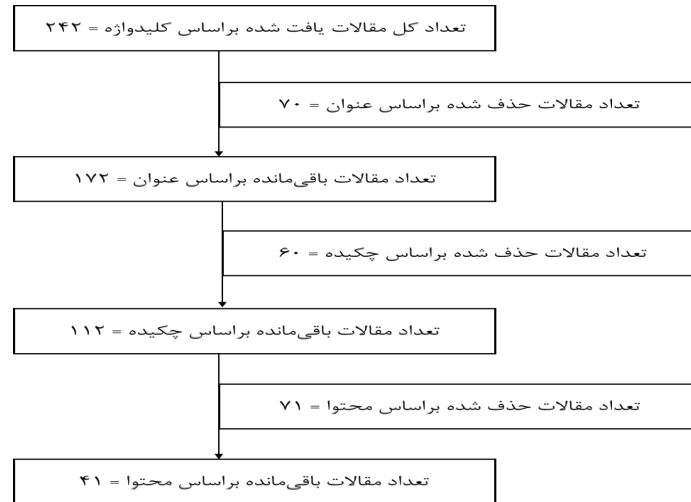 تعداد کل مقالات یافت شده براساس کلیدواژه = ۲۴۲
تعداد مقالات حذف شده براساس عنوان = ۷۰
تعداد مقالات باقی‌مانده براساس عنوان = ۱۷۲
تعداد مقالات حذف شده براساس چکیده = ۶۰
تعداد مقالات باقی‌مانده براساس چکیده = ۱۱۲
تعداد مقالات حذف شده براساس محتوا = ۷۱
تعداد مقالات باقی‌مانده براساس محتوا = ۴۱